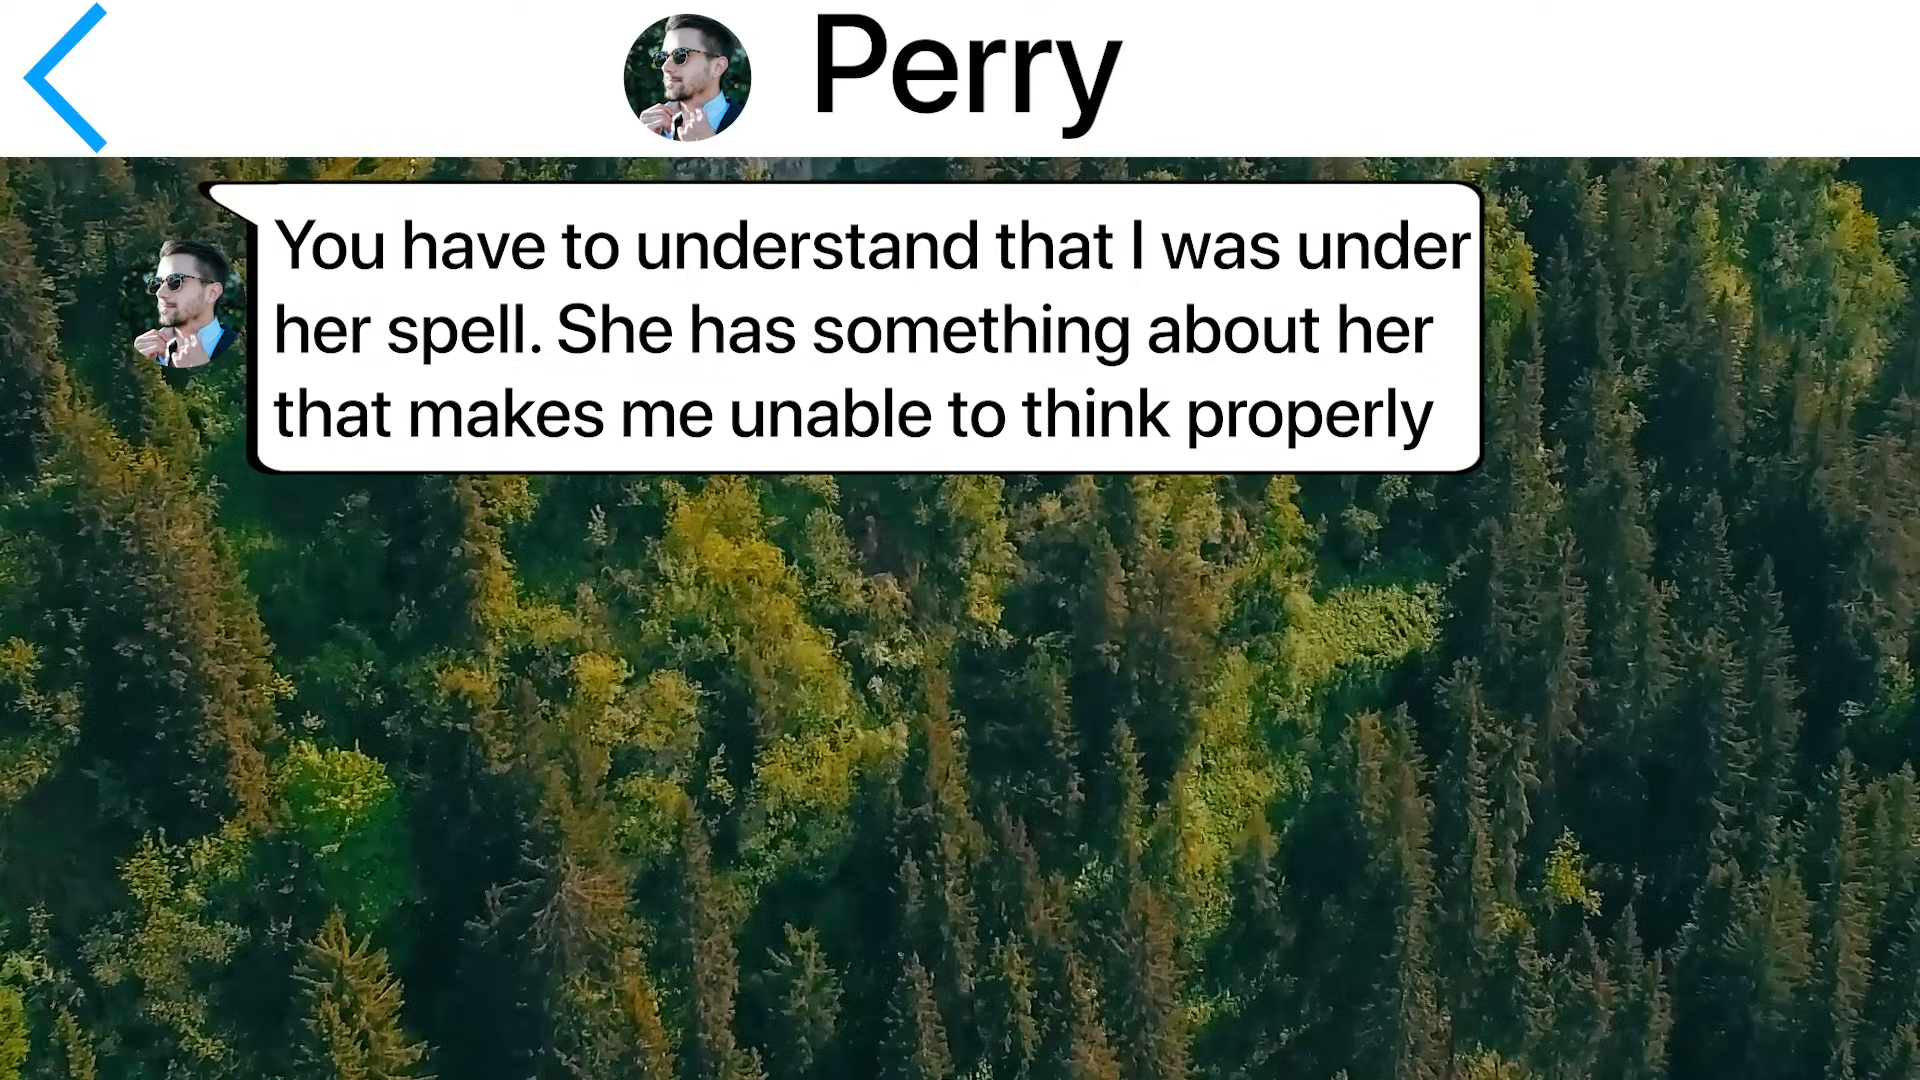 Perry
You have to understand that I was under
her spell. She has something about her
that makes me unable to think properly